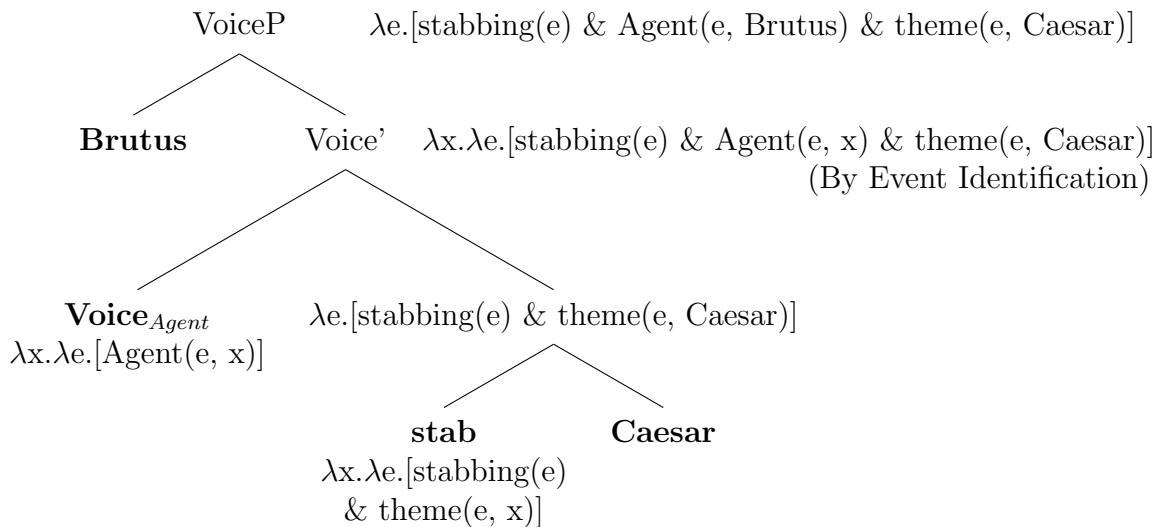 VoiceP λe.[stabbing(e) & Agent(e, Brutus) & theme(e, Caesar)]
Brutus Voice’ λx.λe.[stabbing(e) & Agent(e, x) & theme(e, Caesar)]
(By Event Identification)
Voice_Agent λe.[stabbing(e) & theme(e, Caesar)]
λx.λe.[Agent(e, x)]
stab Caesar
λx.λe.[stabbing(e)
& theme(e, x)]